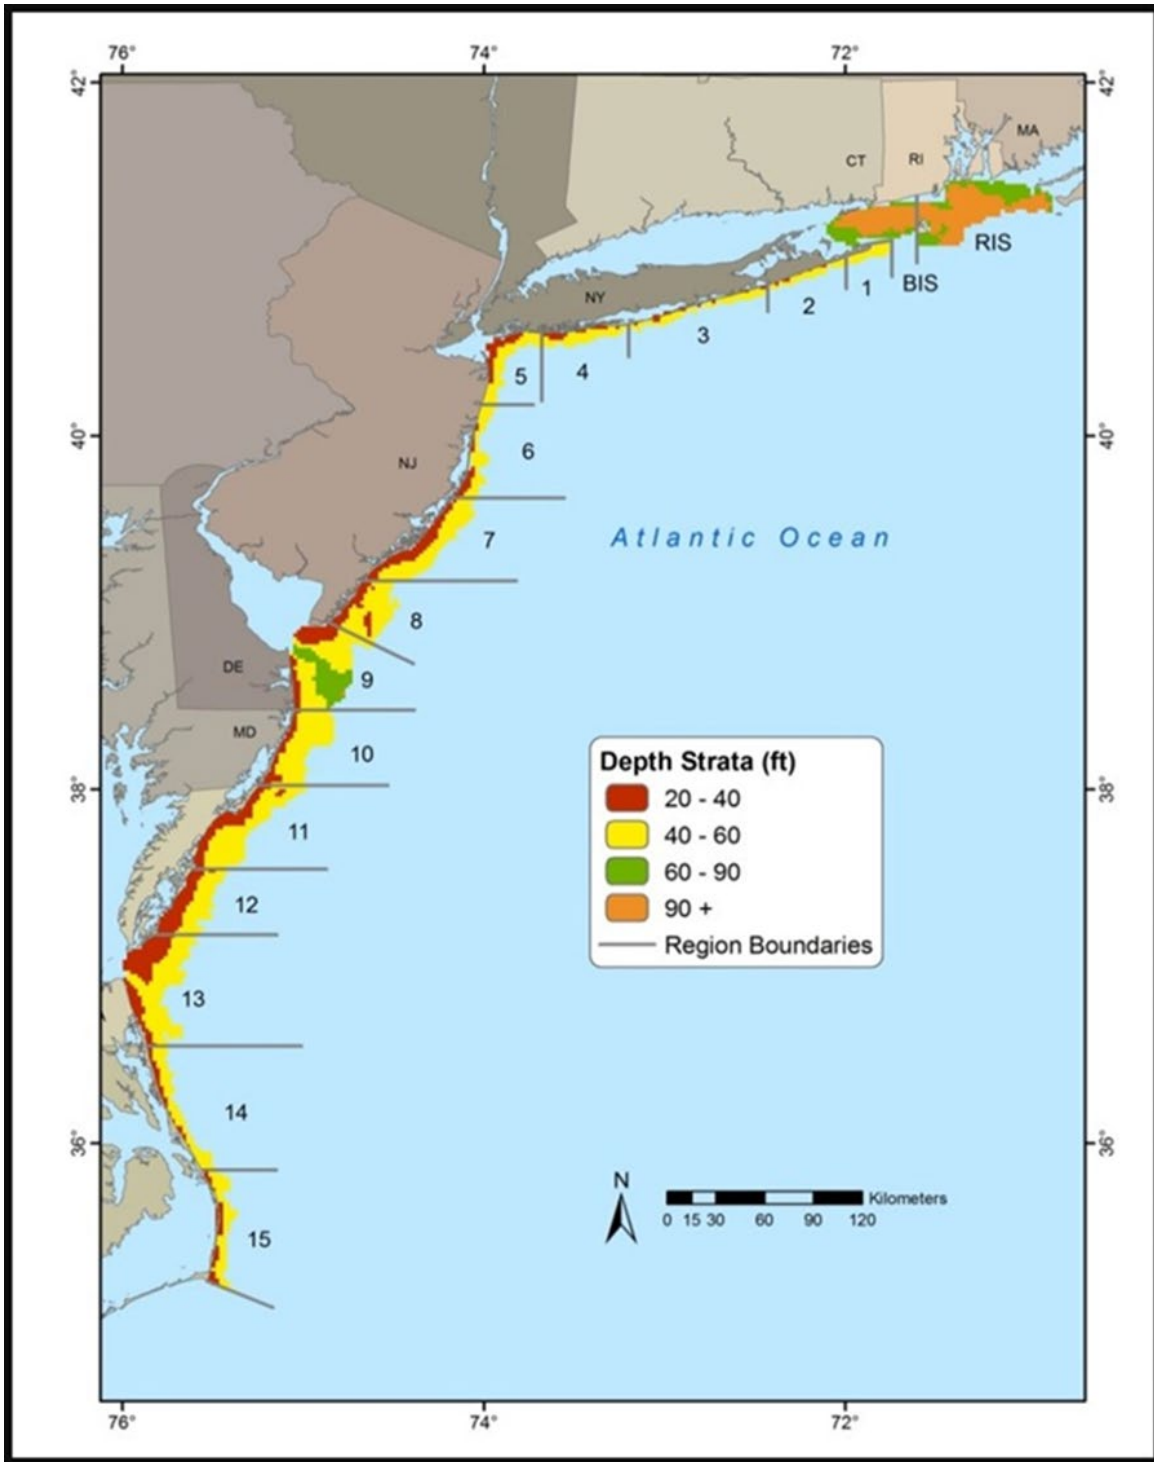 76° 74° 72°
42° 42°
MA
CT RI
RIS
BIS
1
2
NY
3
4
5
40° 40°
6
NJ
Atlantic Ocean
7
8
DE
9
MD
10
38° 38°
Depth Strata (ft)
20 - 40
40 - 60
60 - 90
90 +
Region Boundaries
11
12
13
14
36° 36°
N
Kilometers
0 15 30 60 90 120
15
76° 74° 72°